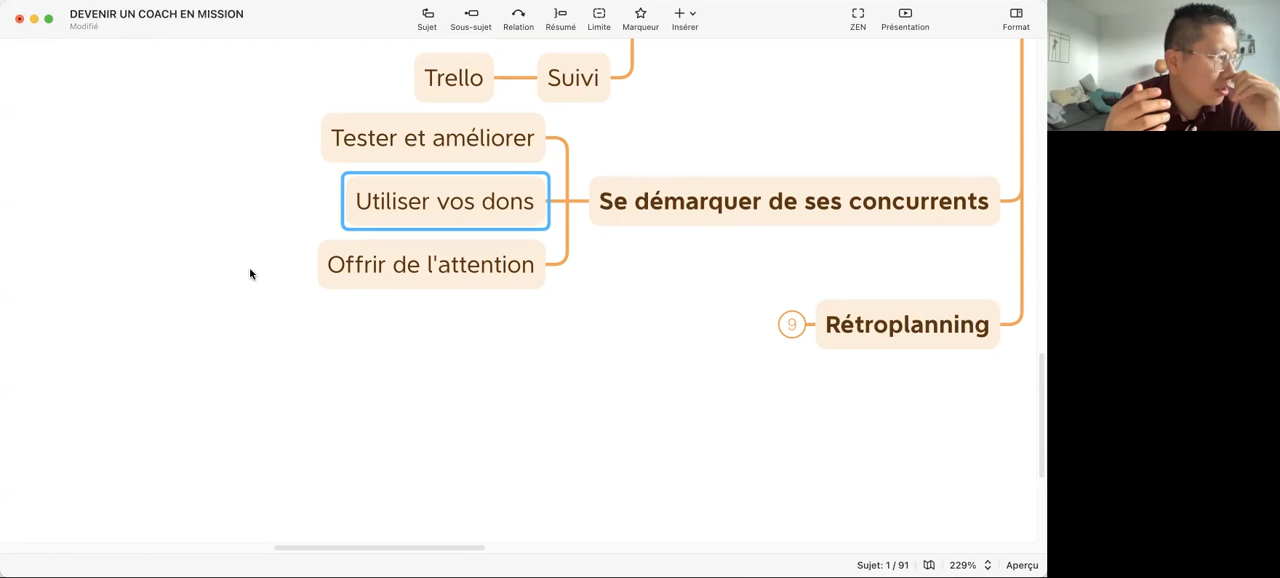 DEVENIR UN COACH EN MISSION
Modifié
Sujet
Sous-sujet
Relation
Résumé
Limite
Marqueur
Insérer
ZEN
Présentation
Format
Trello
Suivi
Tester et améliorer
Utiliser vos dons
Offrir de l'attention
Se démarquer de ses concurrents
9
Rétroplanning
Sujet: 1 / 91
229%
Aperçu